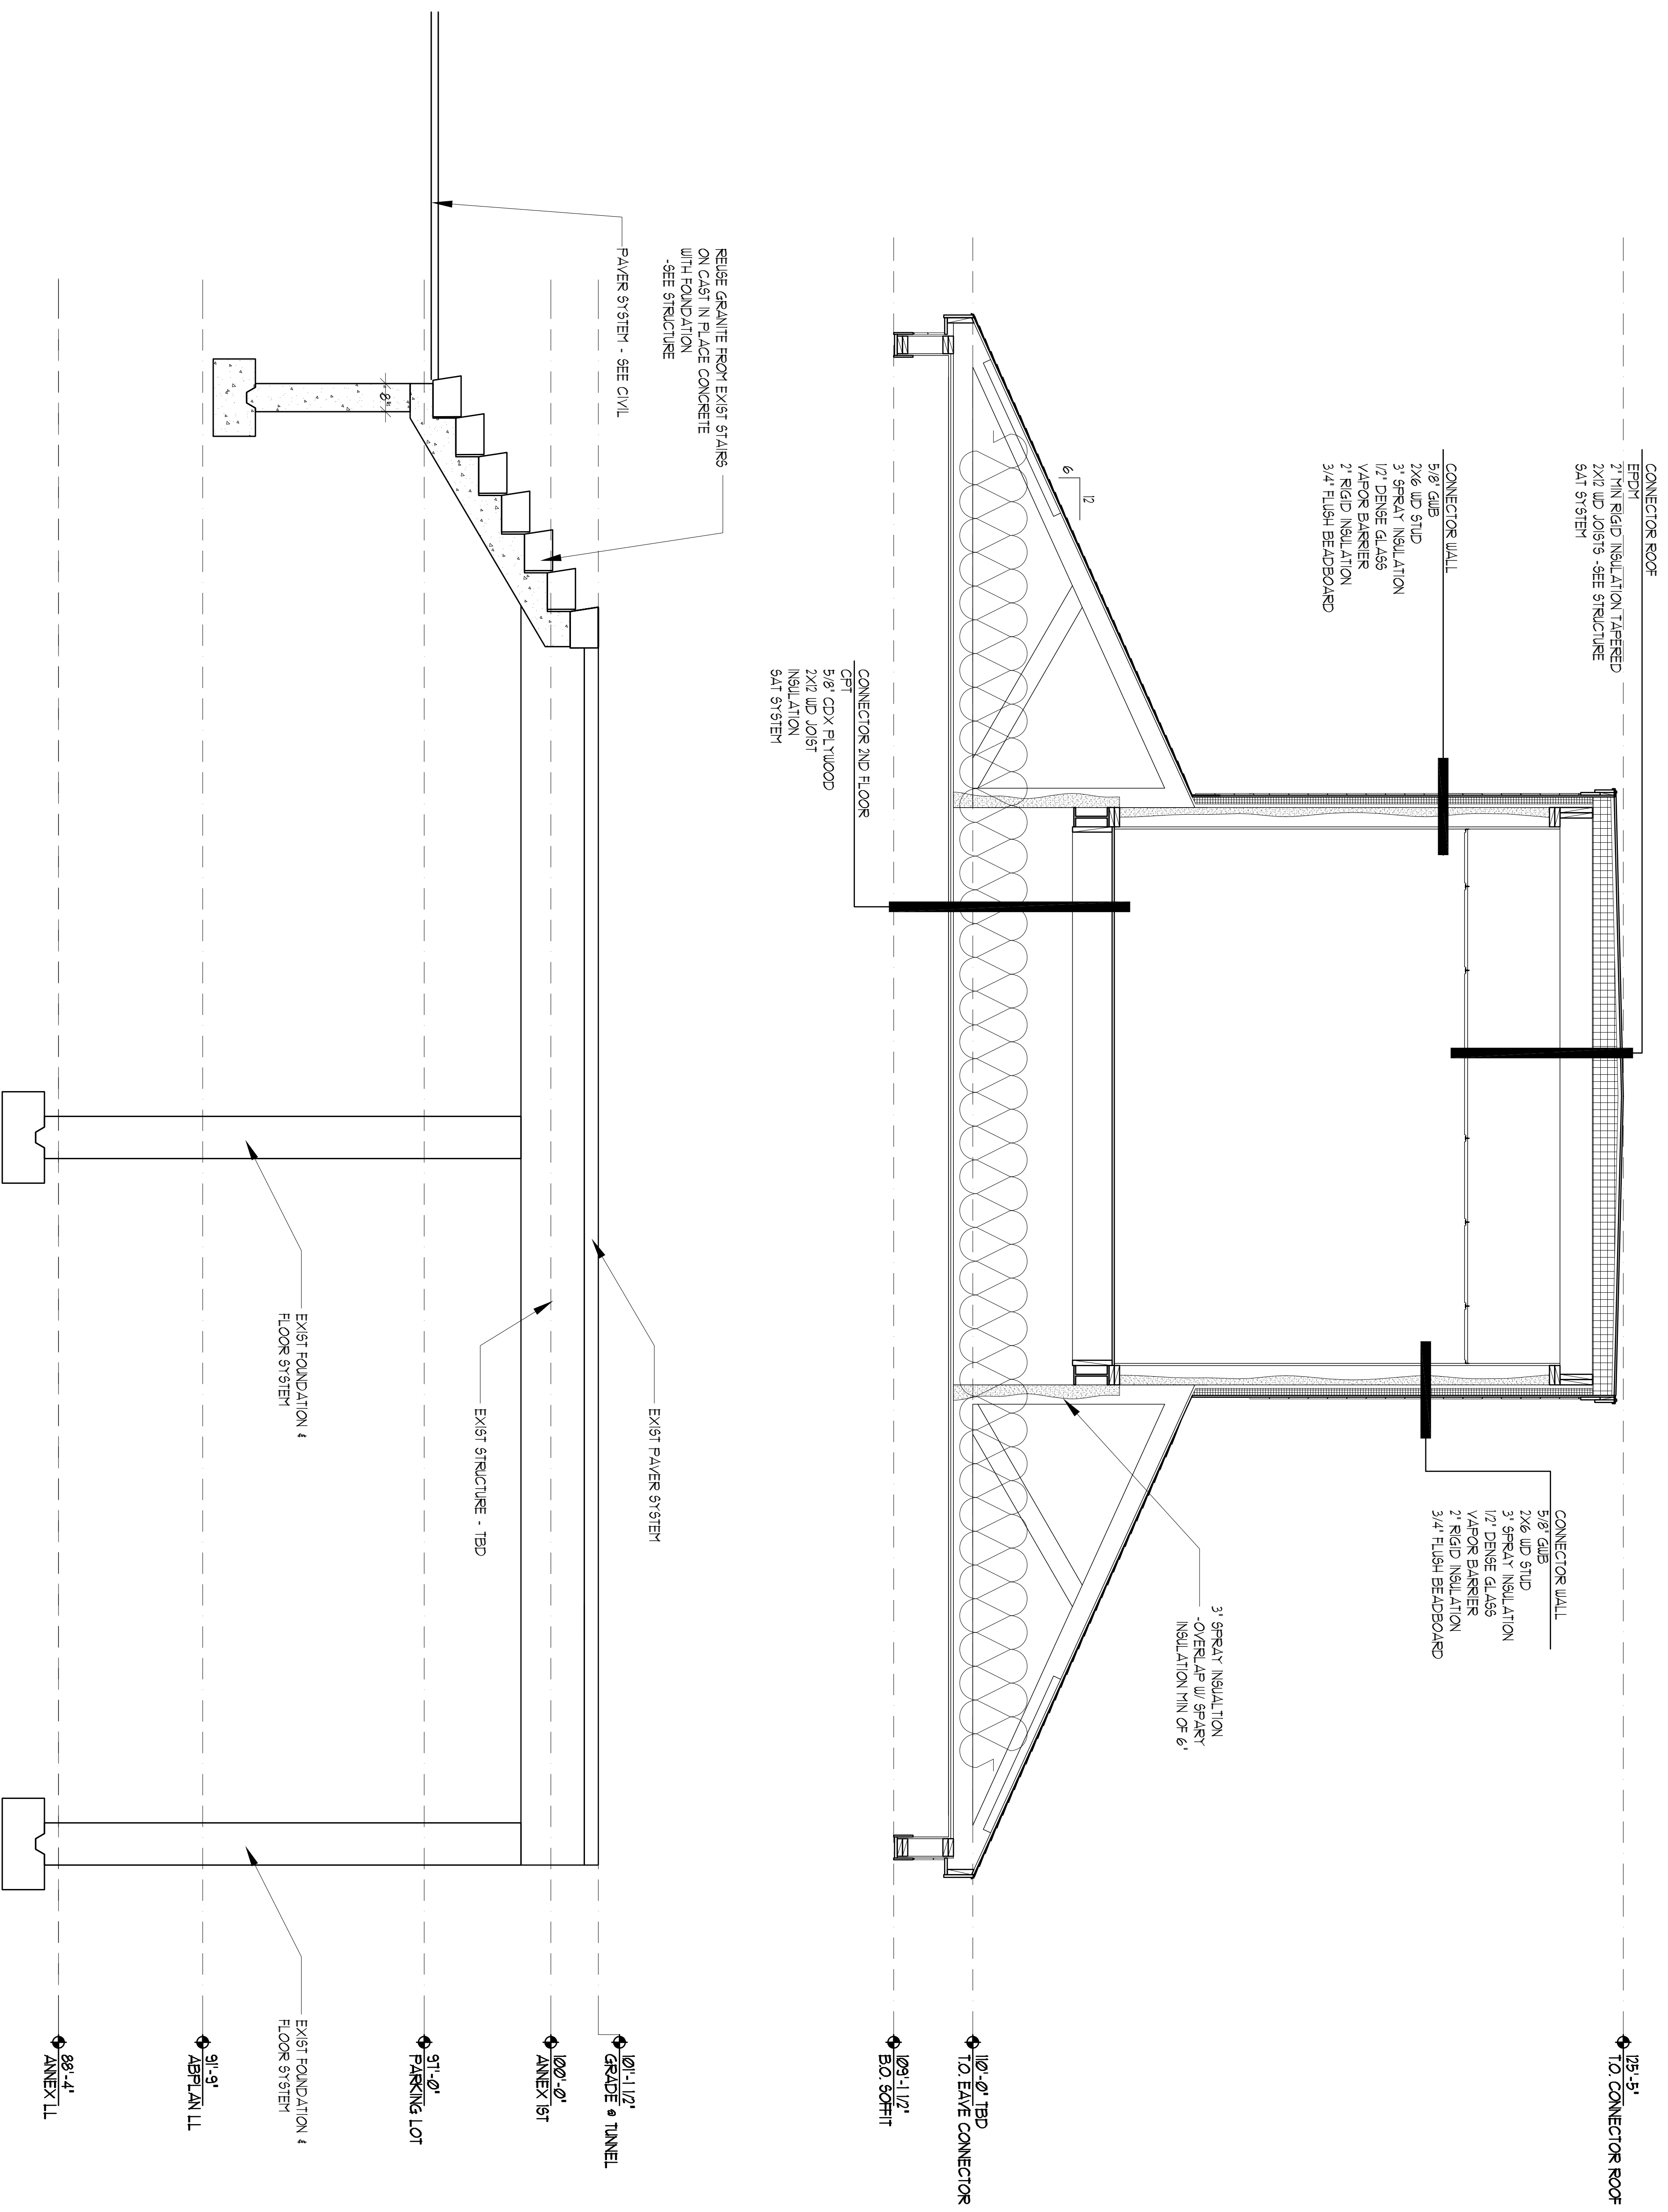 CONNECTOR ROOF
EPDM
2" MIN RIGID INSULATION TAPERED
2X12 WD JOISTS -SEE STRUCTURE
SAT SYSTEM
CONNECTOR WALL
5/8" GWB
2X6 WD STUD
3" SPRAY INSULATION
1/2" DENSE GLASS
VAPOR BARRIER
2" RIGID INSULATION
3/4" FLUSH BEADBOARD
CONNECTOR WALL
5/8" GWB
2X6 WD STUD
3" SPRAY INSULATION
1/2" DENSE GLASS
VAPOR BARRIER
2" RIGID INSULATION
3/4" FLUSH BEADBOARD
12
6
3" SPRAY INSUALTION
-OVERLAP W/ SPARY
INSULATION MIN OF 6"
CONNECTOR 2ND FLOOR
CPT
5/8" CDX PLYWOOD
2X12 WD JOIST
INSULATION
SAT SYSTEM
125'-5"
T.O. CONNECTOR ROOF
110'-0" TBD
T.O. EAVE CONNECTOR
109'-1 1/2"
B.O. SOFFIT
REUSE GRANITE FROM EXIST STAIRS
ON CAST IN PLACE CONCRETE
WITH FOUNDATION
-SEE STRUCTURE
PAVER SYSTEM - SEE CIVIL
8"
EXIST PAVER SYSTEM
EXIST STRUCTURE - TBD
EXIST FOUNDATION &
FLOOR SYSTEM
EXIST FOUNDATION &
FLOOR SYSTEM
101'-1 1/2"
GRADE @ TUNNEL
100'-0"
ANNEX 1ST
97'-0"
PARKING LOT
91'-9"
ABPLAN LL
88'-4"
ANNEX LL